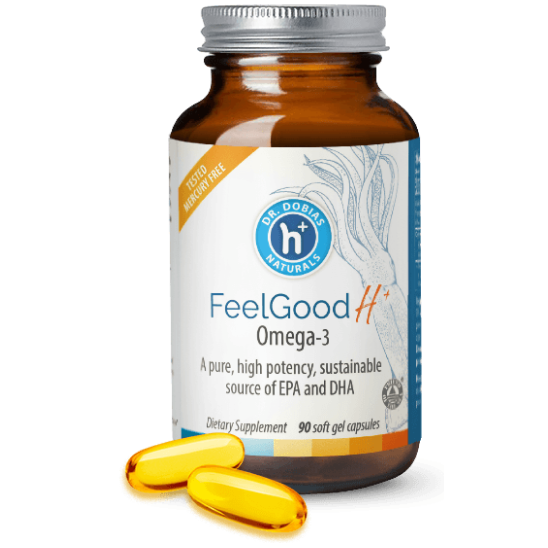 TESTED
MERCURY FREE
DR. DOBIAS
h+
NATURALS
FeelGood H+
Omega-3
A pure, high potency, sustainable
source of EPA and DHA
Dietary Supplement 90 soft gel capsules